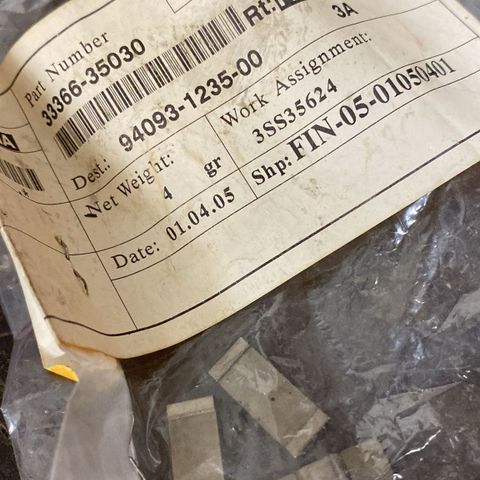 Part Number
33366-35030
Rt:
3A
94093-1235-00
Dest.:
Work Assignment:
3SS35624
Net Weight:
4 gr
Shp: FIN-05-01050401
Date: 01.04.05